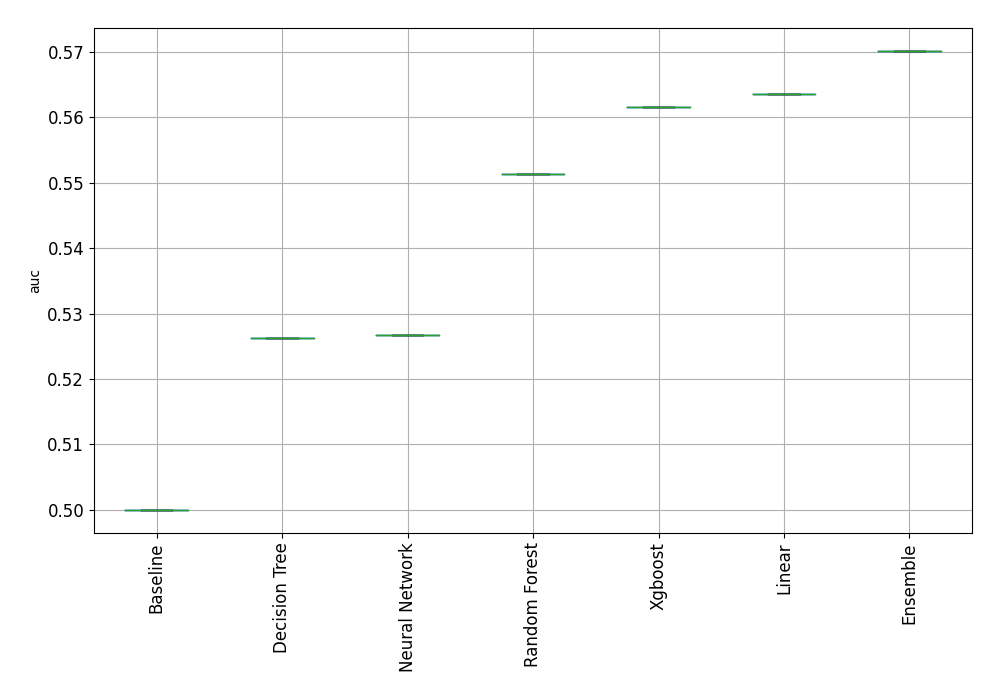 0.57
0.56
0.55
0.54
0.53
0.52
0.51
0.50
auc
Baseline
Decision Tree
Neural Network
Random Forest
Xgboost
Linear
Ensemble